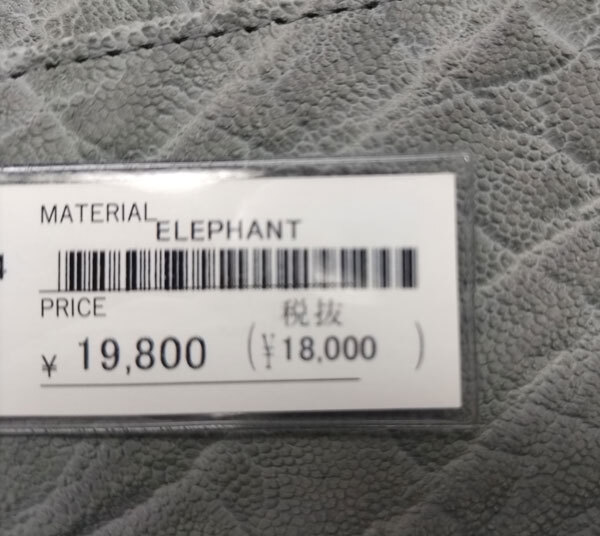 MATERIAL ELEPHANT
PRICE
税抜
¥ 19,800 (¥18,000 )